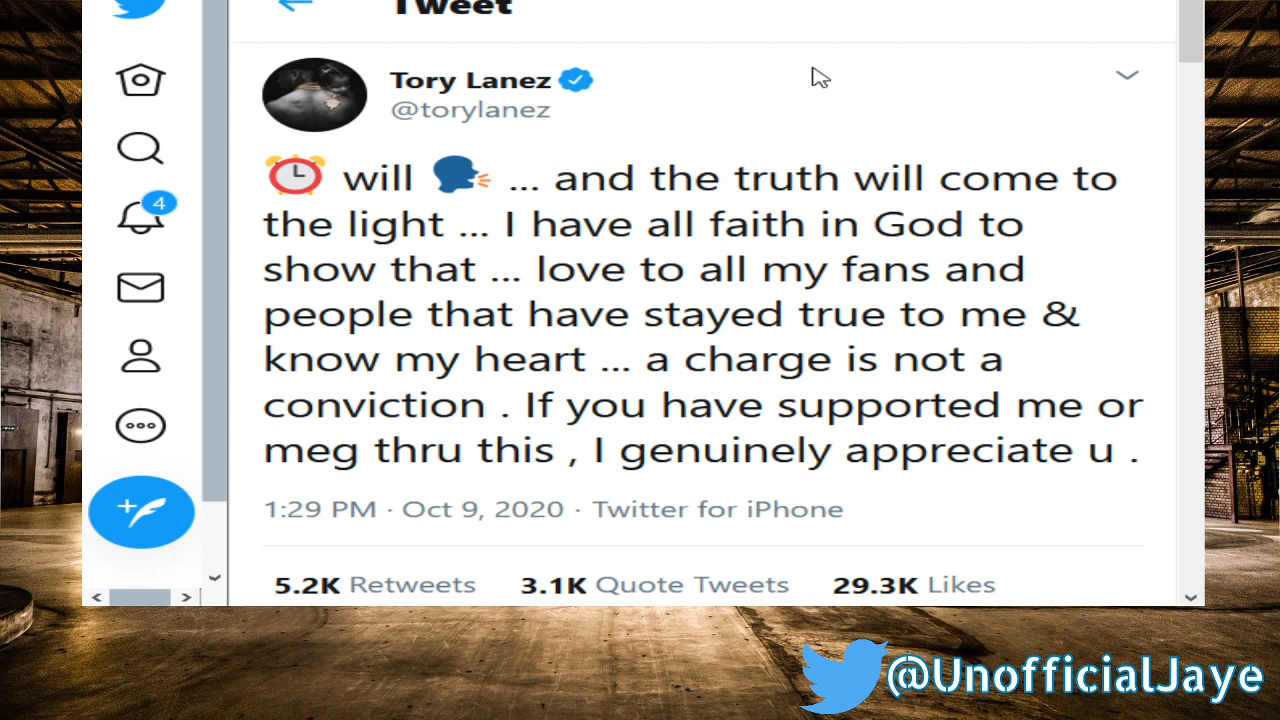 Tweet
Tory Lanez
@torylanez
⏰ will 🗣 ... and the truth will come to
the light ... I have all faith in God to
show that ... love to all my fans and
people that have stayed true to me &
know my heart ... a charge is not a
conviction . If you have supported me or
meg thru this , I genuinely appreciate u .
4
1:29 PM · Oct 9, 2020 · Twitter for iPhone
5.2K Retweets 3.1K Quote Tweets 29.3K Likes
@UnofficialJaye